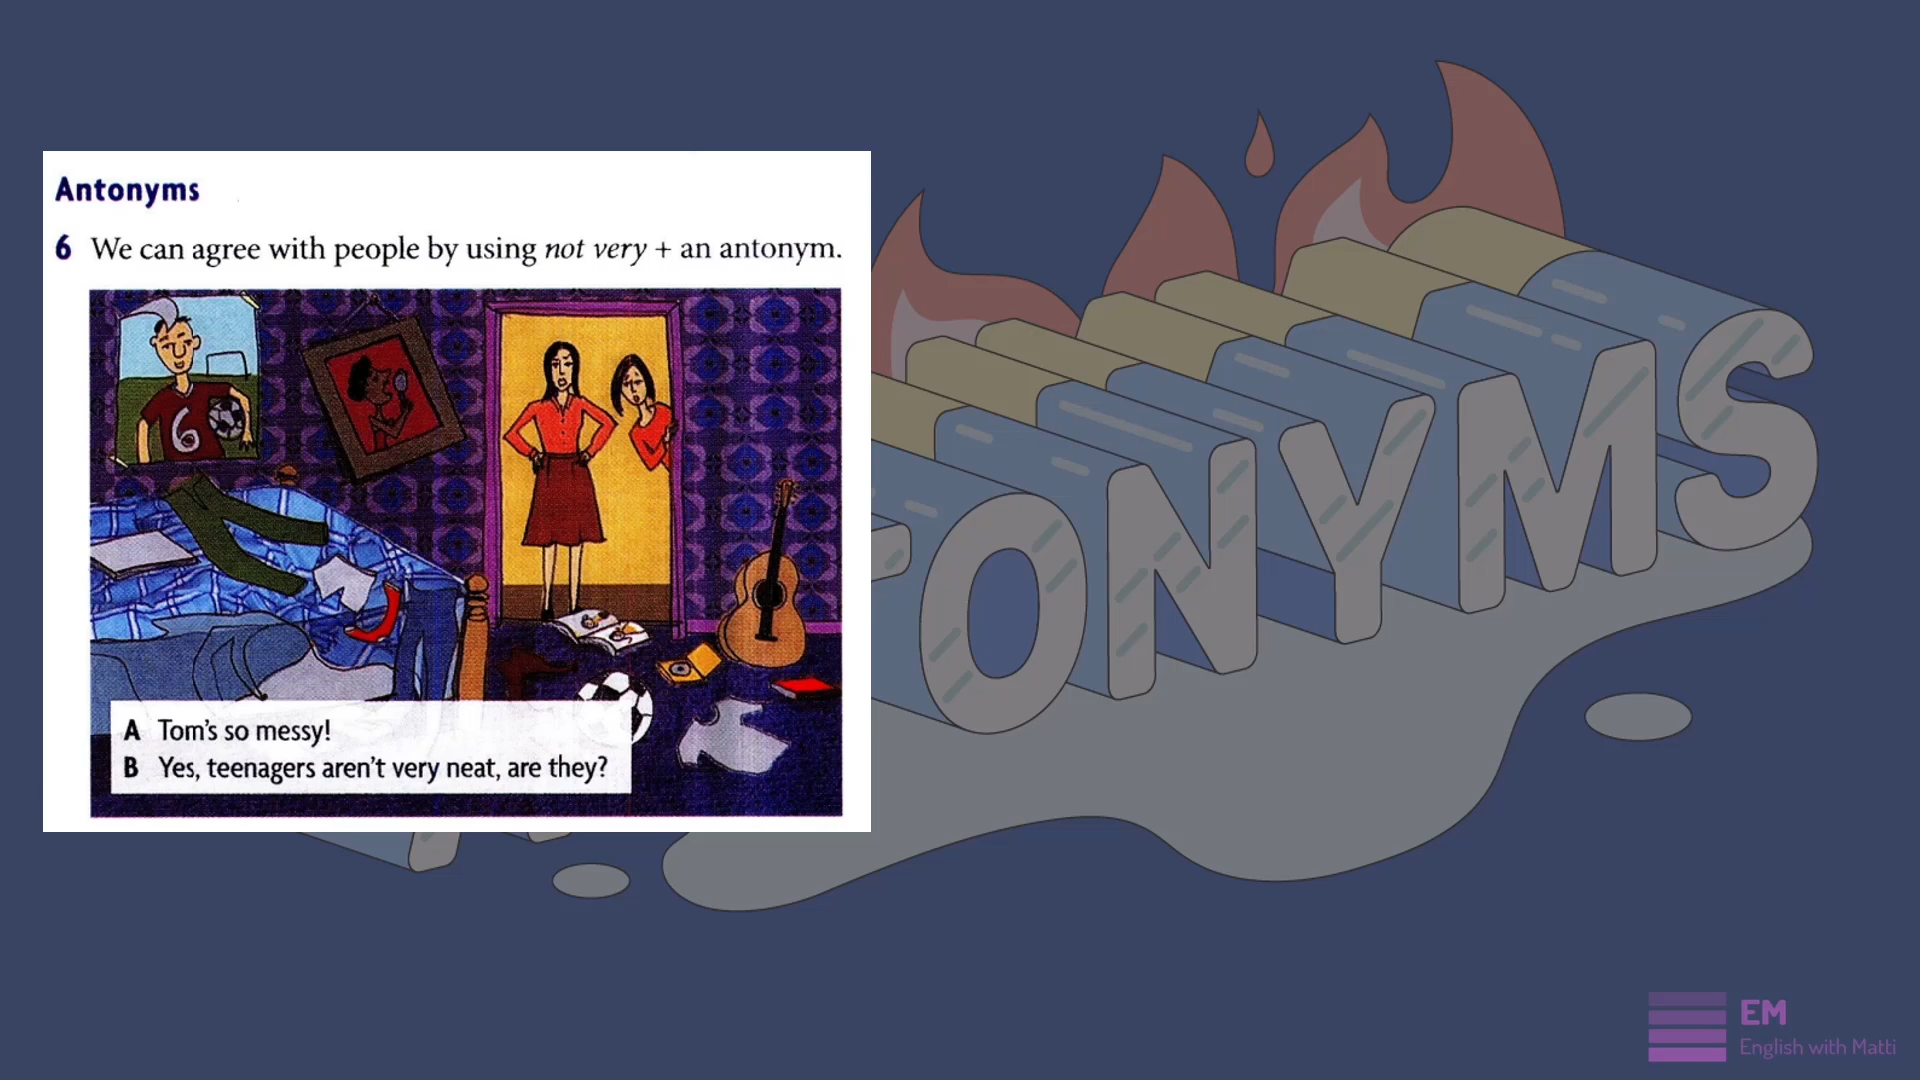 Antonyms
6 We can agree with people by using not very + an antonym.
6
A Tom's so messy!
B Yes, teenagers aren't very neat, are they?
ONYMS
EM
English with Matti